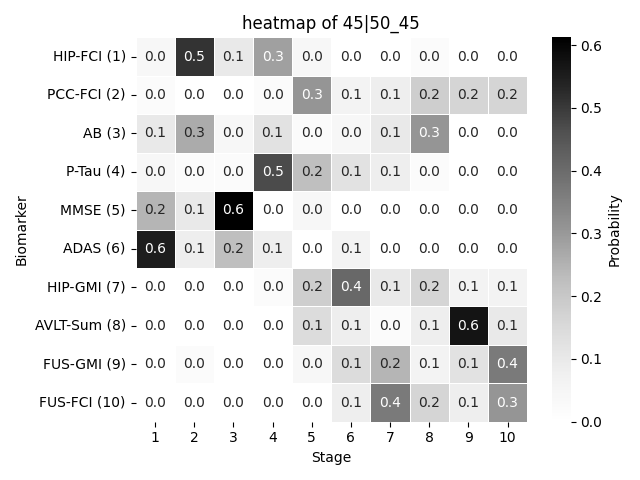 heatmap of 45|50_45
HIP-FCI (1) 0.0 0.5 0.1 0.3 0.0 0.0 0.0 0.0 0.0 0.0
PCC-FCI (2) 0.0 0.0 0.0 0.0 0.3 0.1 0.1 0.2 0.2 0.2
AB (3) 0.1 0.3 0.0 0.1 0.0 0.0 0.1 0.3 0.0 0.0
P-Tau (4) 0.0 0.0 0.0 0.5 0.2 0.1 0.1 0.0 0.0 0.0
MMSE (5) 0.2 0.1 0.6 0.0 0.0 0.0 0.0 0.0 0.0 0.0
ADAS (6) 0.6 0.1 0.2 0.1 0.0 0.1 0.0 0.0 0.0 0.0
HIP-GMI (7) 0.0 0.0 0.0 0.0 0.2 0.4 0.1 0.2 0.1 0.1
AVLT-Sum (8) 0.0 0.0 0.0 0.0 0.1 0.1 0.0 0.1 0.6 0.1
FUS-GMI (9) 0.0 0.0 0.0 0.0 0.0 0.1 0.2 0.1 0.1 0.4
FUS-FCI (10) 0.0 0.0 0.0 0.0 0.0 0.1 0.4 0.2 0.1 0.3
1 2 3 4 5 6 7 8 9 10
Stage
Biomarker
0.6
0.5
0.4
0.3
0.2
0.1
0.0
Probability